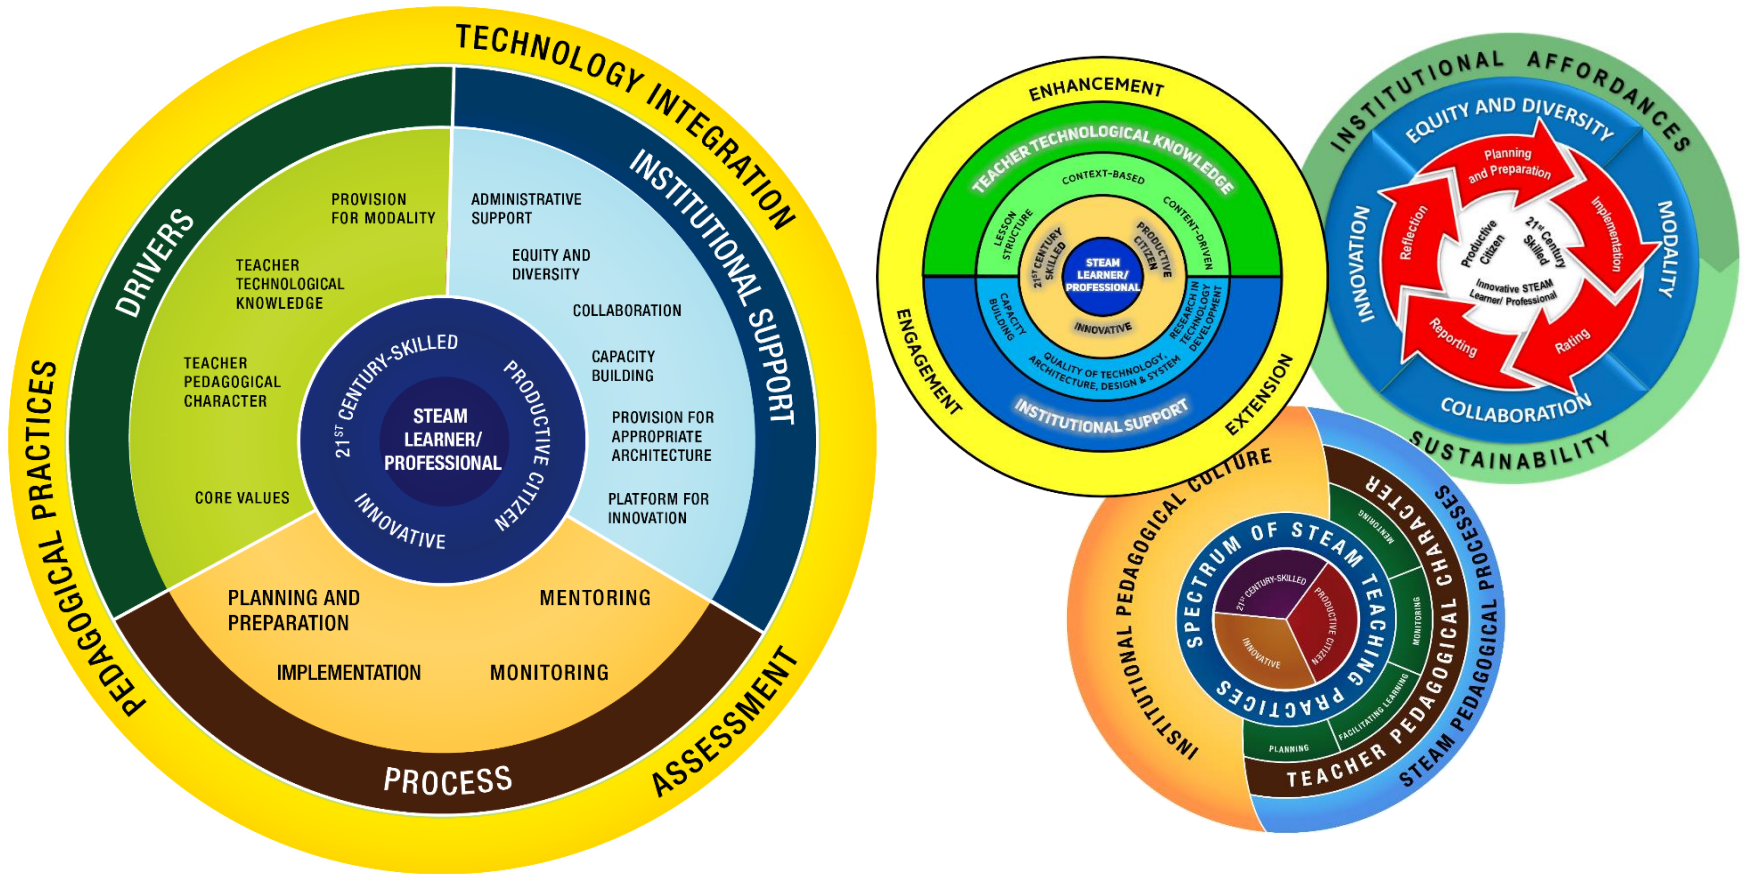 TECHNOLOGY INTEGRATION
PEDAGOGICAL PRACTICES
ASSESSMENT
DRIVERS
INSTITUTIONAL SUPPORT
PROCESS
PROVISION
FOR MODALITY
TEACHER
TECHNOLOGICAL
KNOWLEDGE
TEACHER
PEDAGOGICAL
CHARACTER
CORE VALUES
ADMINISTRATIVE
SUPPORT
EQUITY AND
DIVERSITY
COLLABORATION
CAPACITY
BUILDING
PROVISION FOR
APPROPRIATE
ARCHITECTURE
PLATFORM FOR
INNOVATION
PLANNING AND
PREPARATION
IMPLEMENTATION
MENTORING
MONITORING
21ST CENTURY-SKILLED
PRODUCTIVE CITIZEN
INNOVATIVE
STEAM
LEARNER/
PROFESSIONAL
ENHANCEMENT
ENGAGEMENT
EXTENSION
TEACHER TECHNOLOGICAL KNOWLEDGE
INSTITUTIONAL SUPPORT
CONTEXT-BASED
LESSON
STRUCTURE
CONTENT-DRIVEN
CAPACITY
BUILDING
QUALITY OF TECHNOLOGY,
ARCHITECTURE, DESIGN & SYSTEM
RESEARCH IN
TECHNOLOGY
DEVELOPMENT
21ST CENTURY
SKILLED
PRODUCTIVE
CITIZEN
INNOVATIVE
STEAM
LEARNER/
PROFESSIONAL
INSTITUTIONAL AFFORDANCES
SUSTAINABILITY
EQUITY AND DIVERSITY
MODALITY
COLLABORATION
INNOVATION
Planning
and Preparation
Implementation
Rating
Reporting
Reflection
Productive
Citizen
21st Century
Skilled
Innovative STEAM
Learner/ Professional
INSTITUTIONAL PEDAGOGICAL CULTURE
STEAM PEDAGOGICAL PROCESSES
TEACHER PEDAGOGICAL CHARACTER
MENTORING
MONITORING
FACILITATING LEARNING
PLANNING
SPECTRUM OF STEAM TEACHING PRACTICES
21ST CENTURY-SKILLED
PRODUCTIVE CITIZEN
INNOVATIVE